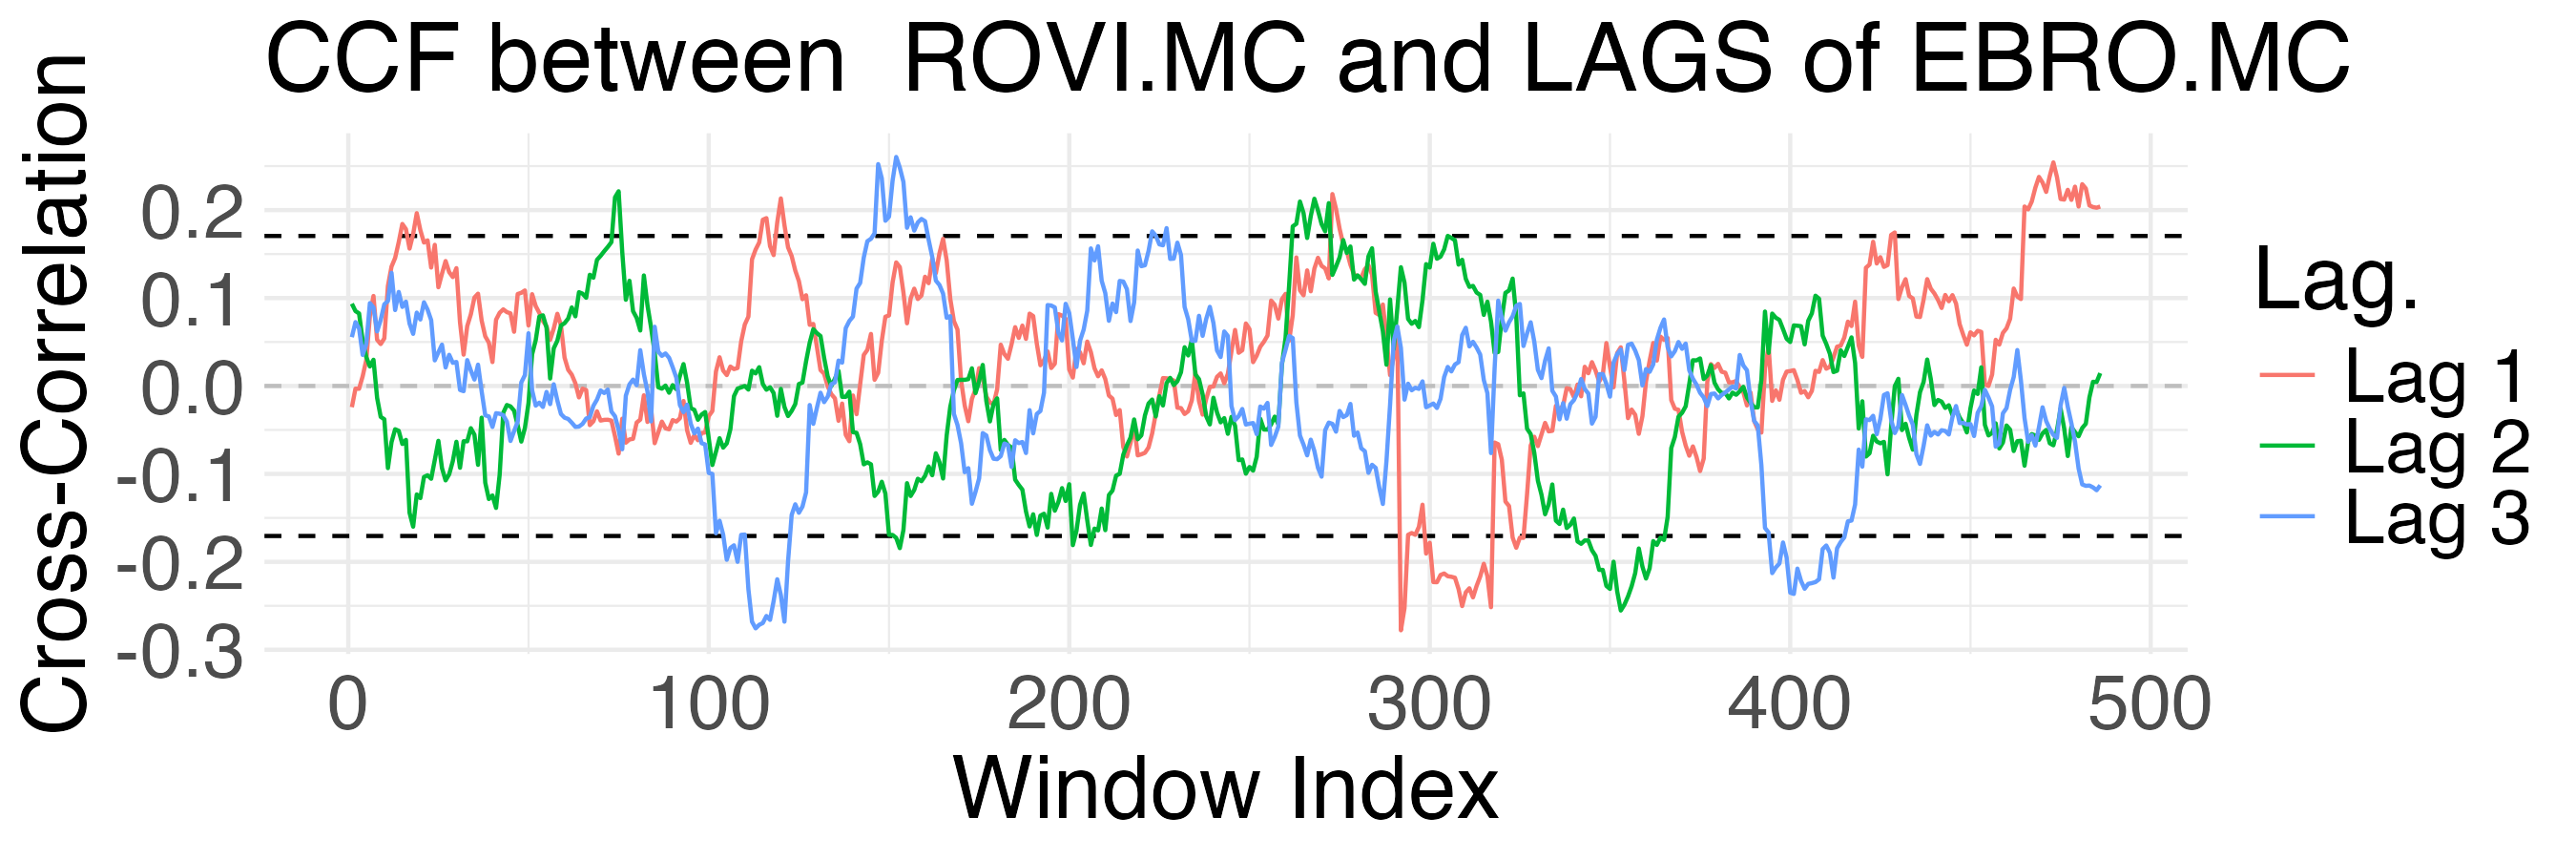 CCF between  ROVI.MC and LAGS of EBRO.MC
Cross-Correlation
0.2
0.1
0.0
-0.1
-0.2
-0.3
0 100 200 300 400 500
Window Index
Lag.
Lag 1
Lag 2
Lag 3